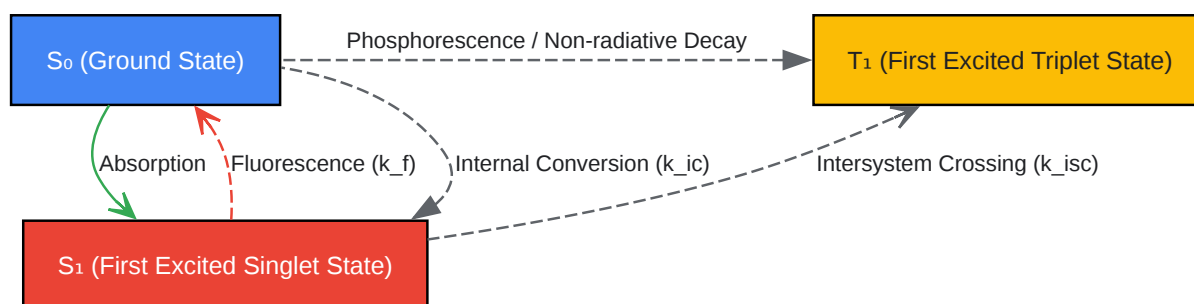 S₀ (Ground State)
Phosphorescence / Non-radiative Decay
T₁ (First Excited Triplet State)
Absorption
Fluorescence (k_f)
Internal Conversion (k_ic)
Intersystem Crossing (k_isc)
S₁ (First Excited Singlet State)